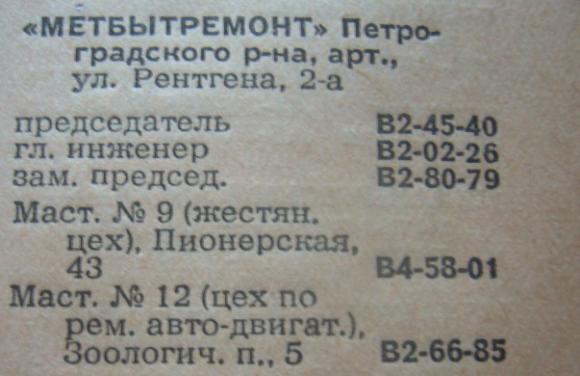 «МЕТБЫТРЕМОНТ» Петро-
градского р-на, арт.,
ул. Рентгена, 2-а
председатель В2-45-40
гл. инженер В2-02-26
зам. председ. В2-80-79
Маст. № 9 (жестян.
цех), Пионерская,
43 В4-58-01
Маст. № 12 (цех по
рем. авто-двигат.),
Зоологич. п., 5 В2-66-85